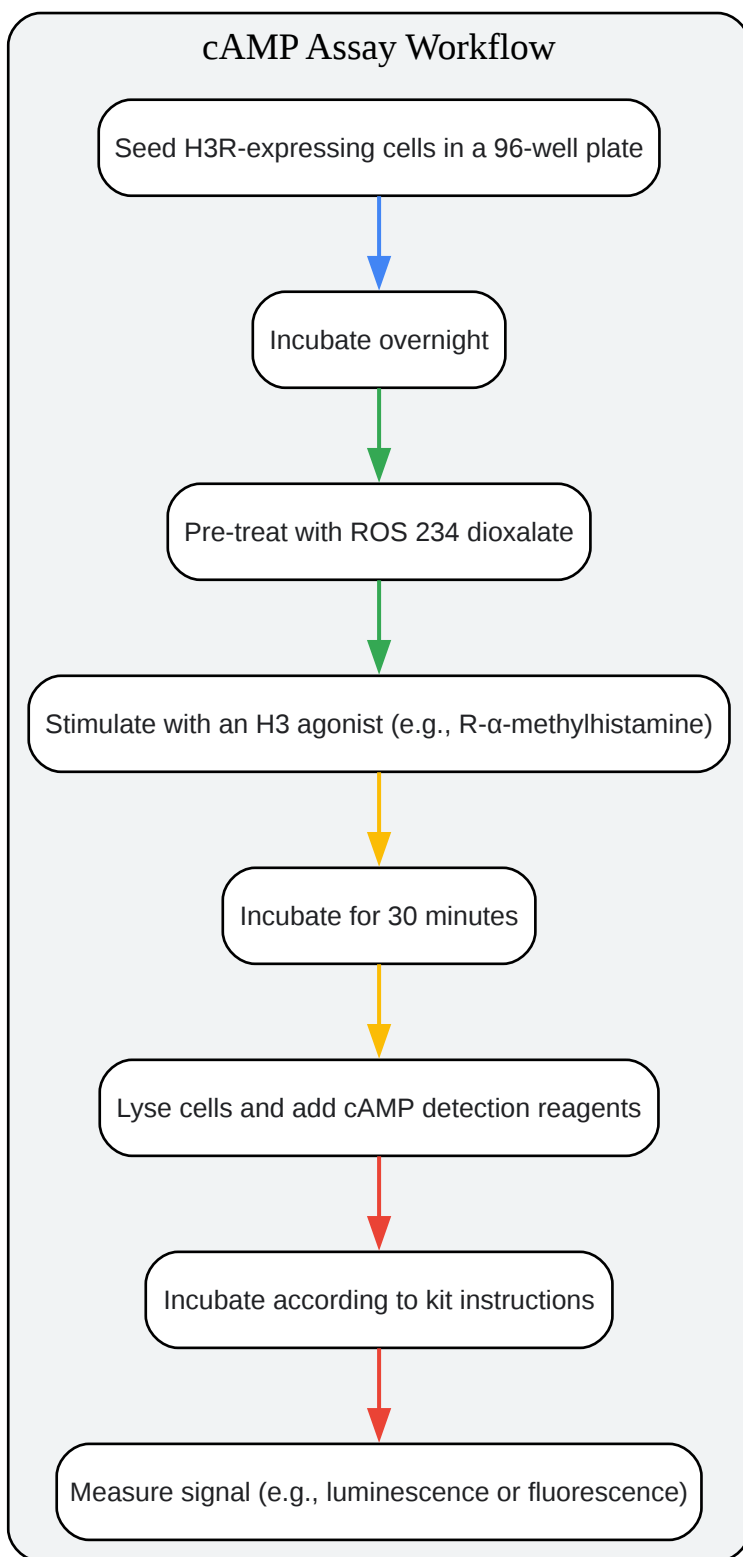 cAMP Assay Workflow
Seed H3R-expressing cells in a 96-well plate
Incubate overnight
Pre-treat with ROS 234 dioxalate
Stimulate with an H3 agonist (e.g., R-α-methylhistamine)
Incubate for 30 minutes
Lyse cells and add cAMP detection reagents
Incubate according to kit instructions
Measure signal (e.g., luminescence or fluorescence)